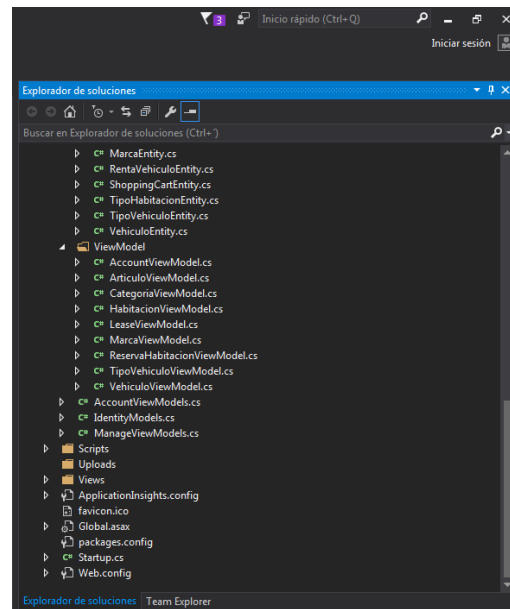 3 Inicio rápido (Ctrl+Q)
Iniciar sesión
Explorador de soluciones
Buscar en Explorador de soluciones (Ctrl+´)
C# MarcaEntity.cs
C# RentaVehiculoEntity.cs
C# ShoppingCartEntity.cs
C# TipoHabitacionEntity.cs
C# TipoVehiculoEntity.cs
C# VehiculoEntity.cs
ViewModel
C# AccountViewModel.cs
C# ArticuloViewModel.cs
C# CategoriaViewModel.cs
C# HabitacionViewModel.cs
C# LeaseViewModel.cs
C# MarcaViewModel.cs
C# ReservaHabitacionViewModel.cs
C# TipoVehiculoViewModel.cs
C# VehiculoViewModel.cs
C# AccountViewModels.cs
C# IdentityModels.cs
C# ManageViewModels.cs
Scripts
Uploads
Views
ApplicationInsights.config
favicon.ico
Global.asax
packages.config
C# Startup.cs
Web.config
Explorador de soluciones Team Explorer